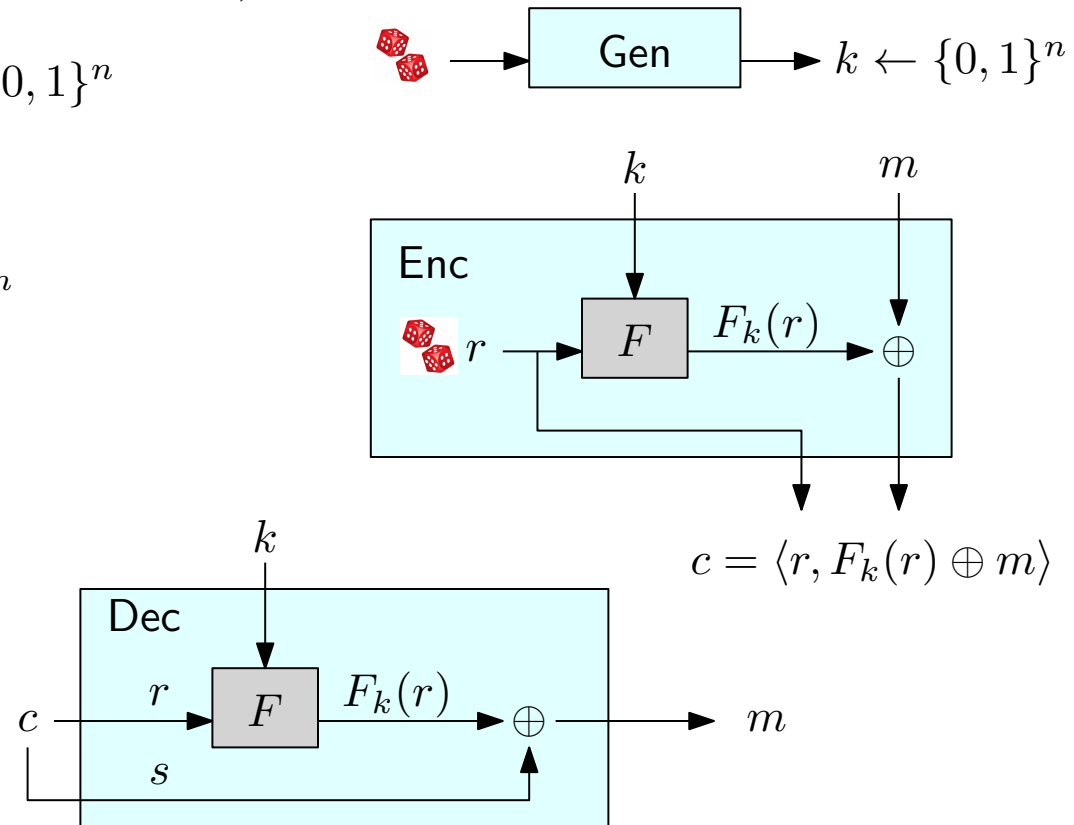 Gen
k ← {0, 1}^n
0, 1}^n
k
m
Enc
n
r
F
F_k(r)
⊕
c = ⟨r, F_k(r) ⊕ m⟩
k
Dec
c
r
F
F_k(r)
⊕
m
s